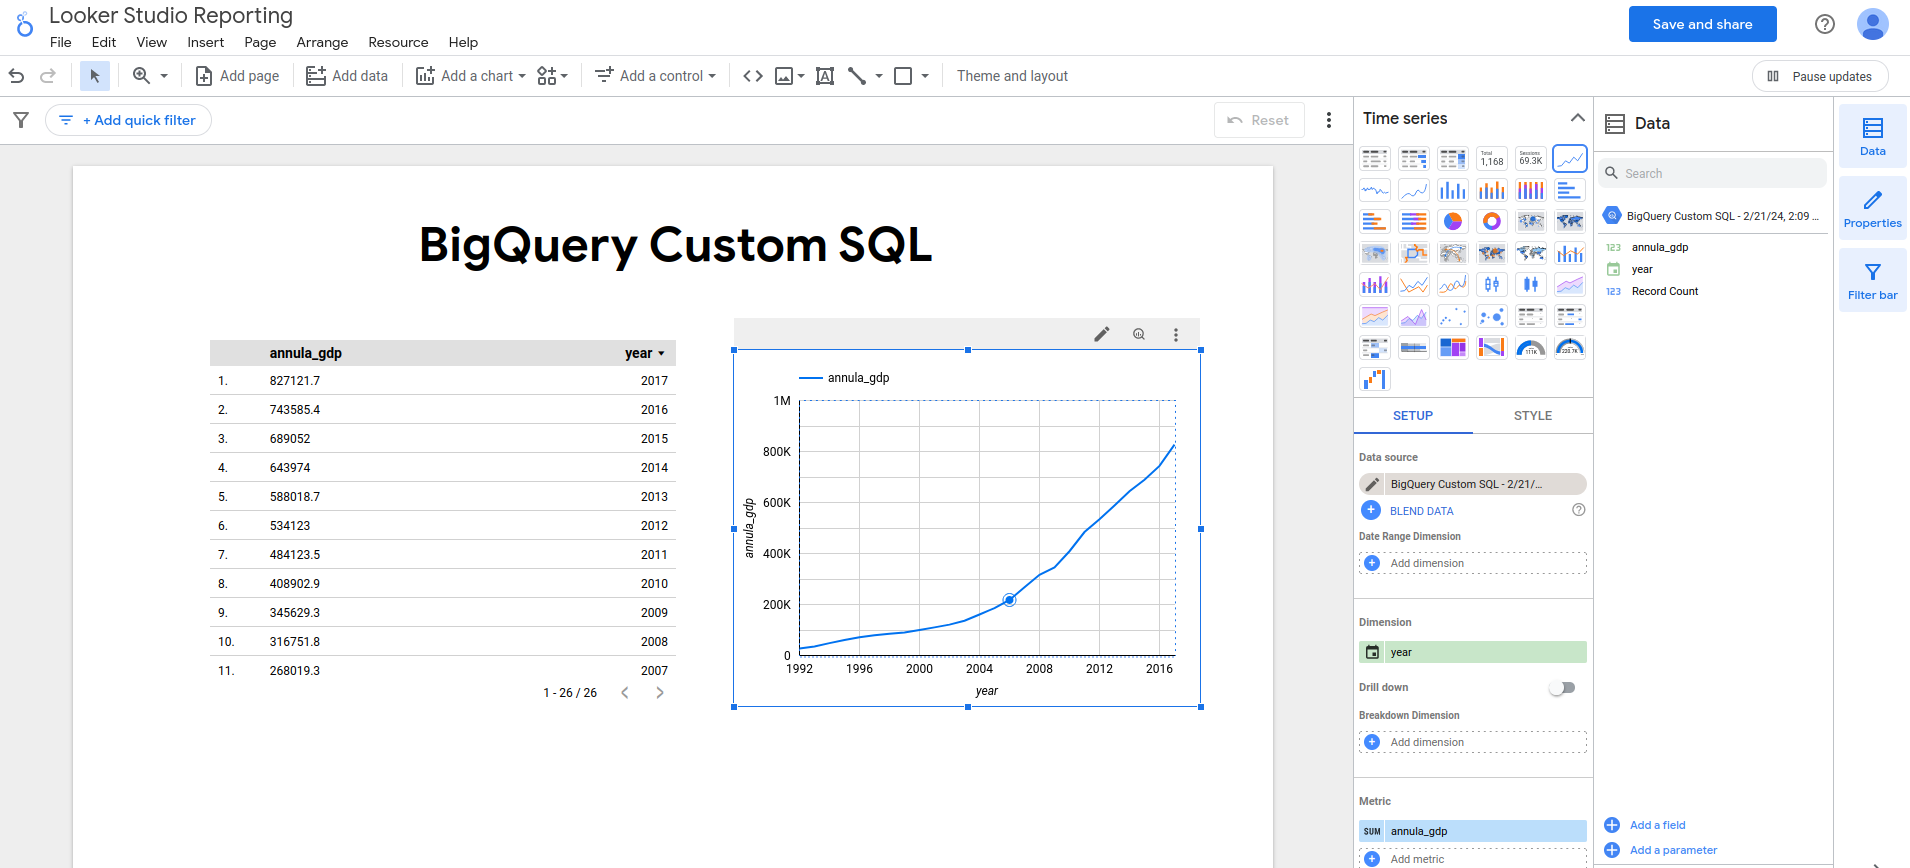 Looker Studio Reporting
File Edit View Insert Page Arrange Resource Help
Save and share
Add page Add data Add a chart Add a control Theme and layout Pause updates
+ Add quick filter Reset
BigQuery Custom SQL
annula_gdp year
1. 827121.7 2017
2. 743585.4 2016
3. 689052 2015
4. 643974 2014
5. 588018.7 2013
6. 534123 2012
7. 484123.5 2011
8. 408902.9 2010
9. 345629.3 2009
10. 316751.8 2008
11. 268019.3 2007
1 - 26 / 26
annula_gdp
1M
800K
600K
400K
200K
0
annula_gdp
1992 1996 2000 2004 2008 2012 2016
year
Time series
Total
1,168
Sessions
69.3K
111K
220.7K
SETUP STYLE
Data source
BigQuery Custom SQL - 2/21/...
BLEND DATA
Date Range Dimension
Add dimension
Dimension
year
Drill down
Breakdown Dimension
Add dimension
Metric
SUM annula_gdp
Add metric
Data
Search
BigQuery Custom SQL - 2/21/24, 2:09 ...
123 annula_gdp
year
123 Record Count
Add a field
Add a parameter
Data
Properties
Filter bar